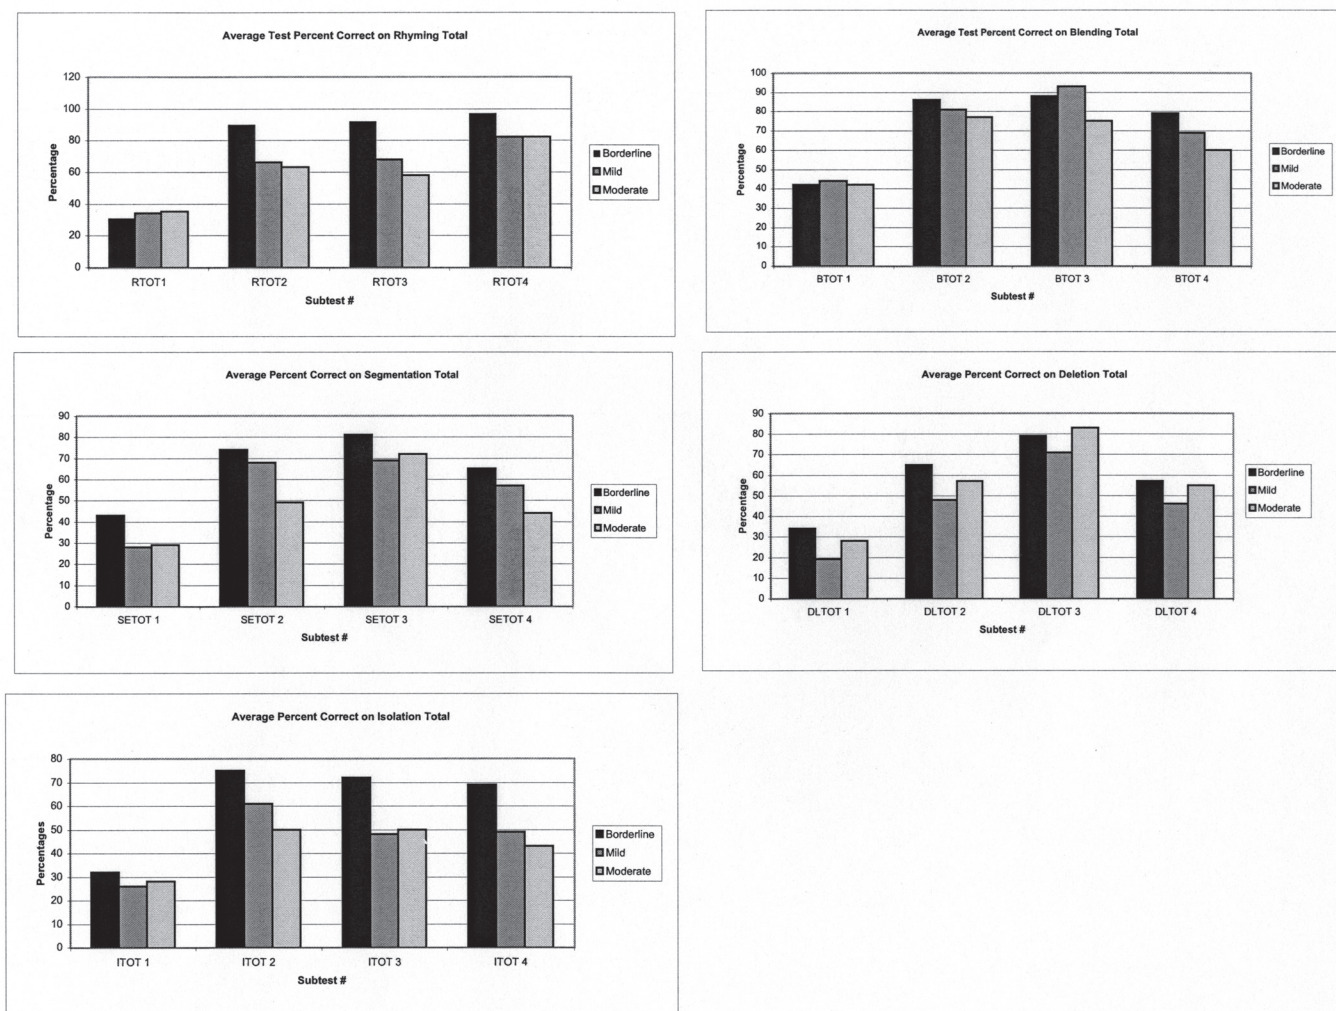 Average Test Percent Correct on Rhyming Total
Percentage
120
100
80
60
40
20
0
RTOT1 RTOT2 RTOT3 RTOT4
Subtest #
Borderline
Mild
Moderate
Average Test Percent Correct on Blending Total
Percentage
100
90
80
70
60
50
40
30
20
10
0
BTOT 1 BTOT 2 BTOT 3 BTOT 4
Subtest #
Borderline
Mild
Moderate
Average Percent Correct on Segmentation Total
Percentage
90
80
70
60
50
40
30
20
10
0
SETOT 1 SETOT 2 SETOT 3 SETOT 4
Subtest #
Borderline
Mild
Moderate
Average Percent Correct on Deletion Total
Percentage
90
80
70
60
50
40
30
20
10
0
DLTOT 1 DLTOT 2 DLTOT 3 DLTOT 4
Subtest #
Borderline
Mild
Moderate
Average Percent Correct on Isolation Total
Percentages
80
70
60
50
40
30
20
10
0
ITOT 1 ITOT 2 ITOT 3 ITOT 4
Subtest #
Borderline
Mild
Moderate